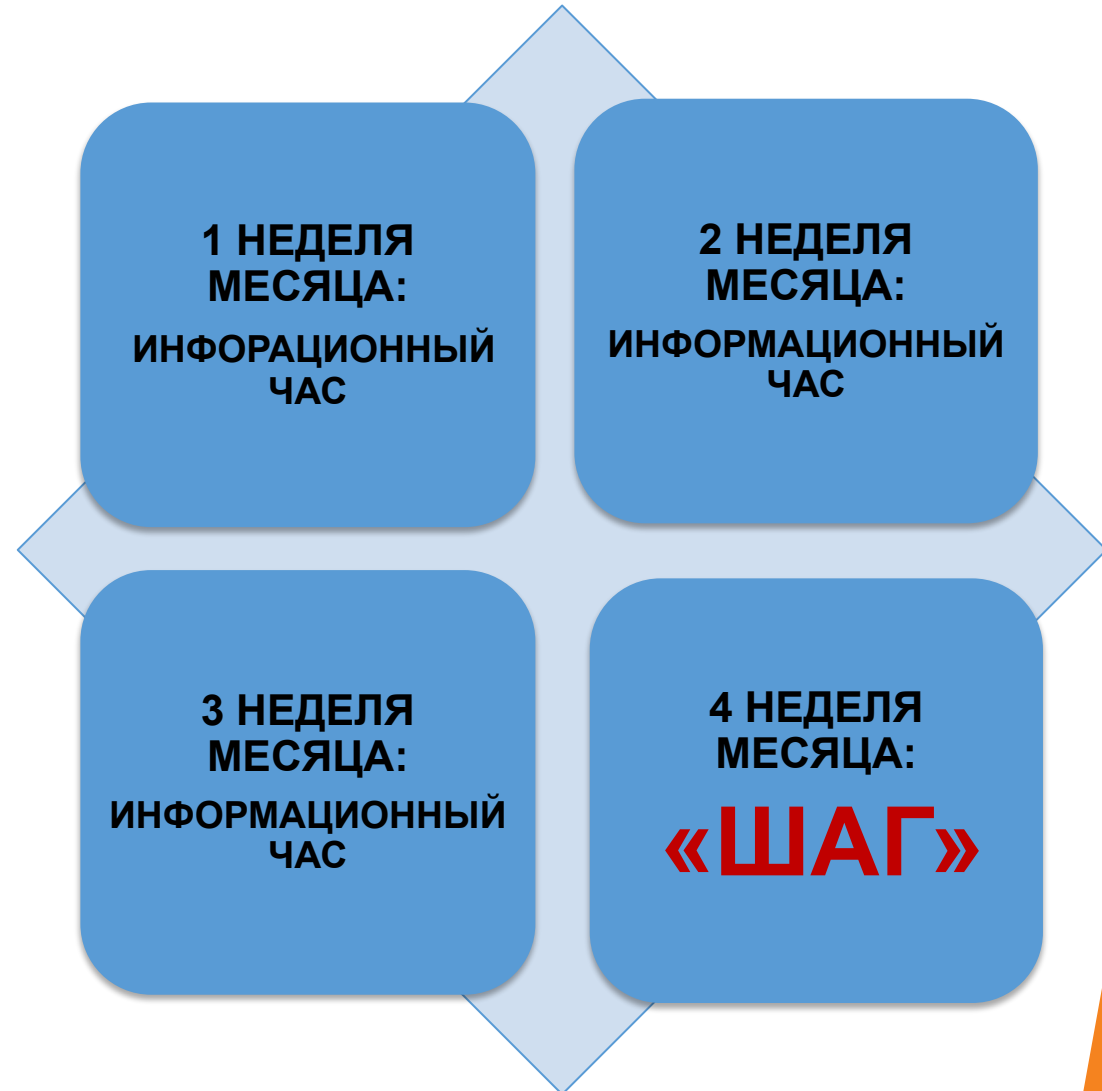 1 НЕДЕЛЯ
МЕСЯЦА:
ИНФОРАЦИОННЫЙ
ЧАС
2 НЕДЕЛЯ
МЕСЯЦА:
ИНФОРМАЦИОННЫЙ
ЧАС
3 НЕДЕЛЯ
МЕСЯЦА:
ИНФОРМАЦИОННЫЙ
ЧАС
4 НЕДЕЛЯ
МЕСЯЦА:
«ШАГ»